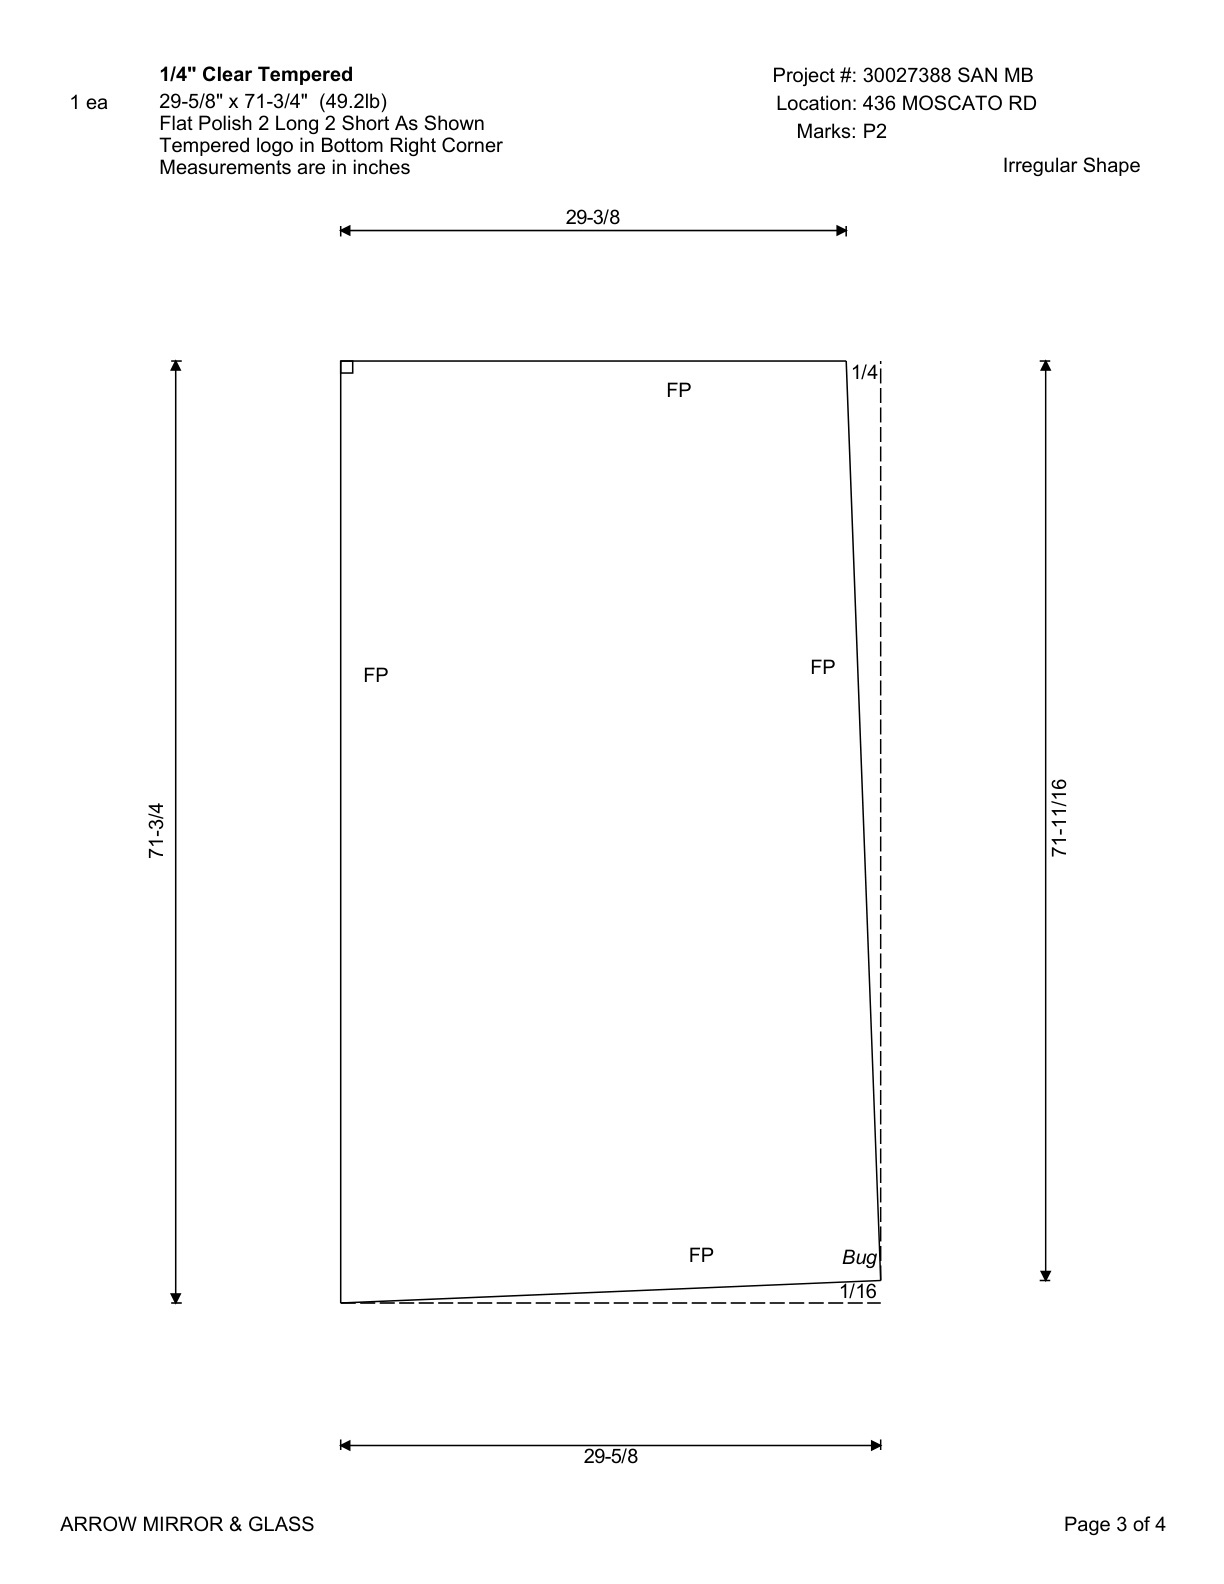 1/4" Clear Tempered
1 ea
29-5/8" x 71-3/4" (49.2lb)
Flat Polish 2 Long 2 Short As Shown
Tempered logo in Bottom Right Corner
Measurements are in inches
Project #: 30027388 SAN MB
Location: 436 MOSCATO RD
Marks: P2
Irregular Shape
29-3/8
1/4
FP
FP
FP
71-3/4
71-11/16
FP
Bug
1/16
29-5/8
ARROW MIRROR & GLASS
Page 3 of 4